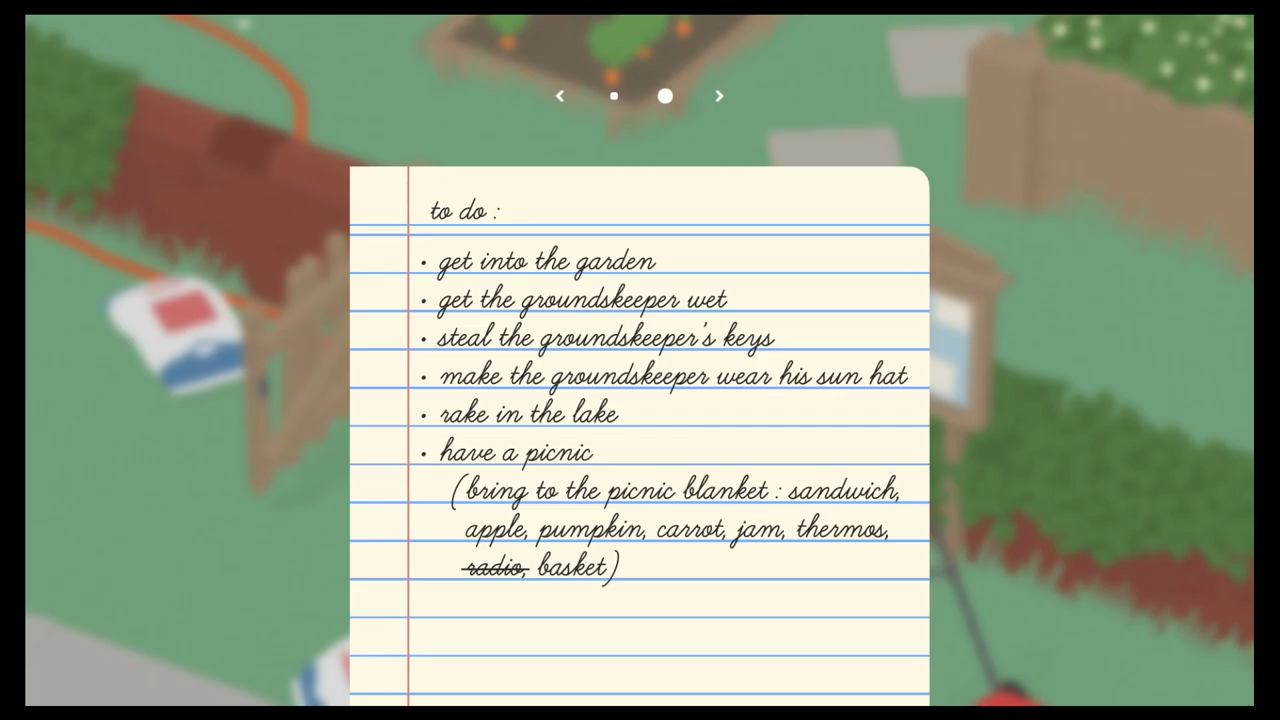 to do :
• get into the garden
• get the groundskeeper wet
• steal the groundskeeper's keys
• make the groundskeeper wear his sun hat
• rake in the lake
• have a picnic
(bring to the picnic blanket : sandwich,
apple, pumpkin, carrot, jam, thermos,
radio, basket)